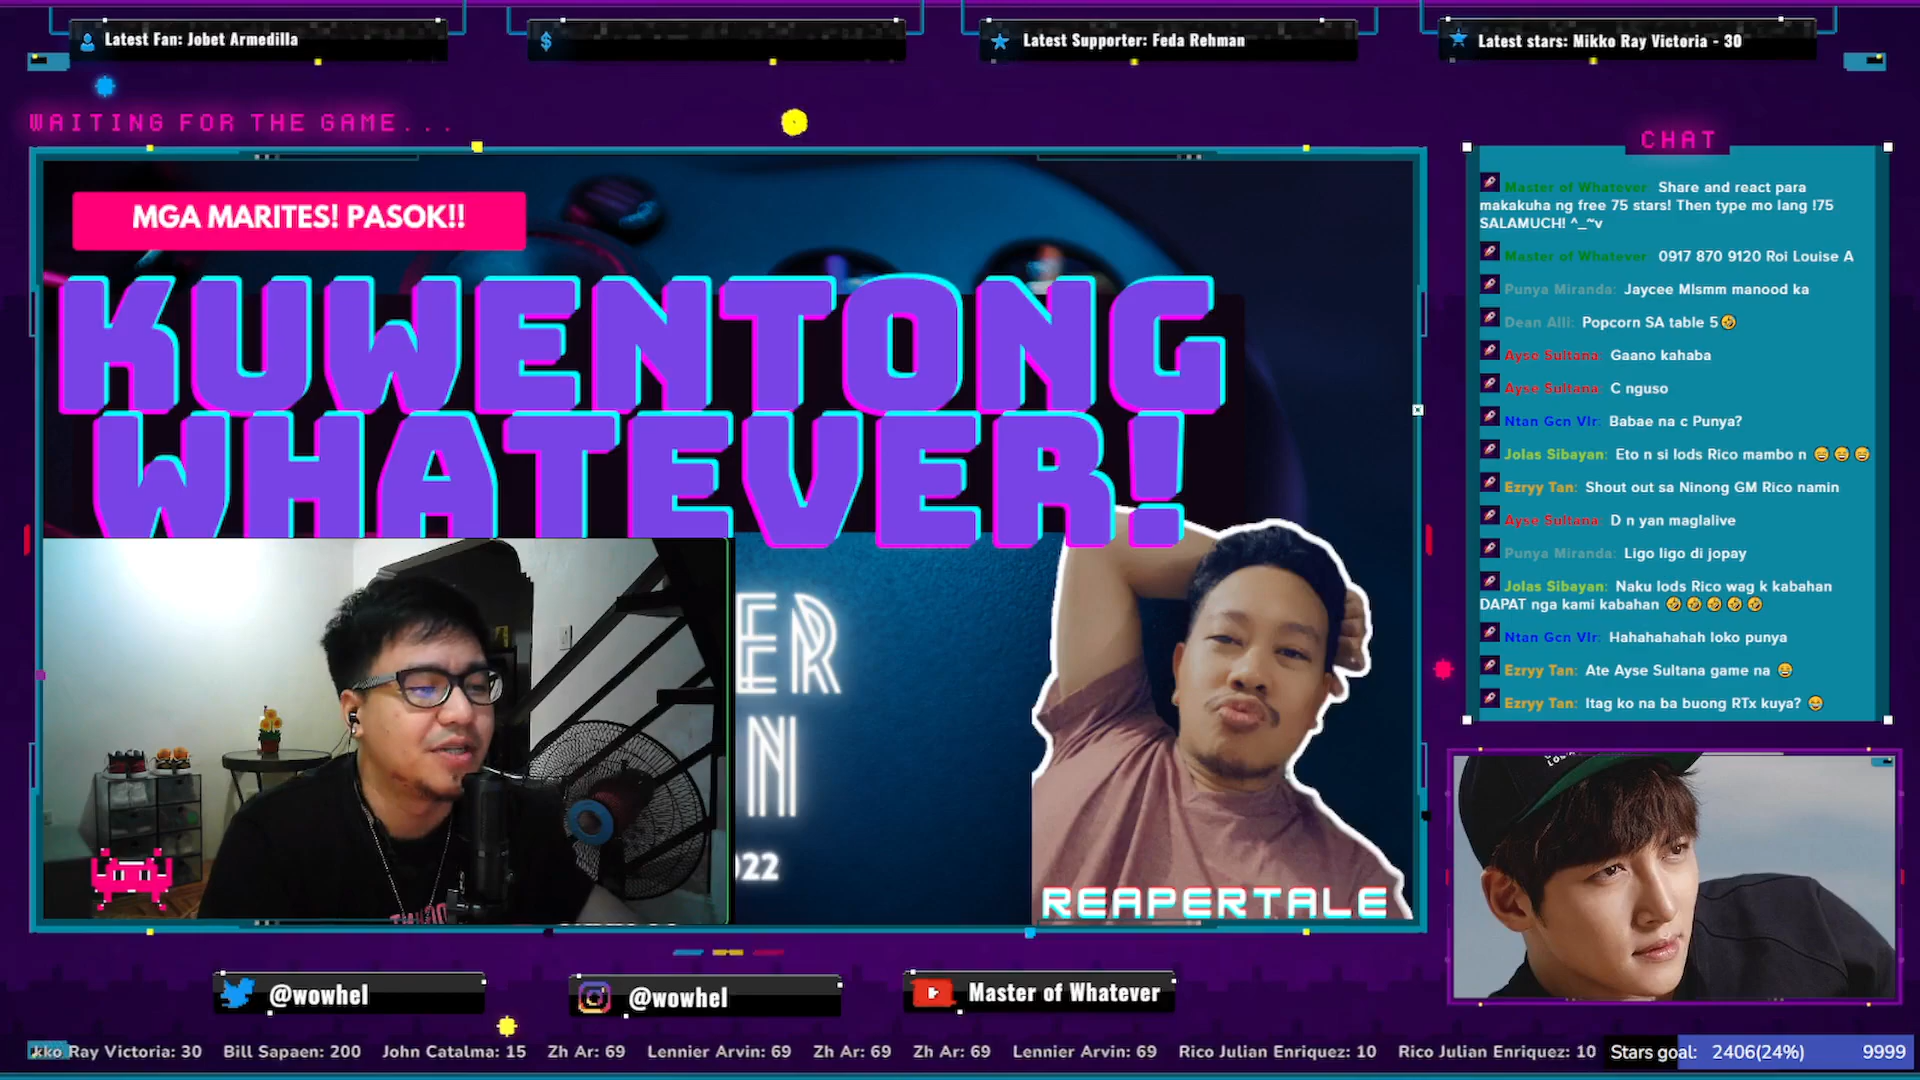 Latest Fan: Jobet Armedilla
$
Latest Supporter: Feda Rehman
Latest stars: Mikko Ray Victoria - 30
WAITING FOR THE GAME...
CHAT
MGA MARITES! PASOK!!
KUWENTONG
WHATEVER!
ER
N
022
REAPERTALE
Master of Whatever: Share and react para
makakuha ng free 75 stars! Then type mo lang !75
SALAMUCH! ^_~v
Master of Whatever: 0917 870 9120 Roi Louise A
Punya Miranda: Jaycee Mlsmm manood ka
Dean Alli: Popcorn SA table 5🤣
Ayse Sultana: Gaano kahaba
Ayse Sultana: C nguso
Ntan Gcn Vlr: Babae na c Punya?
Jolas Sibayan: Eto n si lods Rico mambo n 😅😅😅
Ezryy Tan: Shout out sa Ninong GM Rico namin
Ayse Sultana: D n yan maglalive
Punya Miranda: Ligo ligo di jopay
Jolas Sibayan: Naku lods Rico wag k kabahan
DAPAT nga kami kabahan 🤣🤣🤣🤣🤣
Ntan Gcn Vlr: Hahahahahah loko punya
Ezryy Tan: Ate Ayse Sultana game na 😂
Ezryy Tan: Itag ko na ba buong RTx kuya? 😂
@wowhel
@wowhel
Master of Whatever
kko Ray Victoria: 30 Bill Sapaen: 200 John Catalma: 15 Zh Ar: 69 Lennier Arvin: 69 Zh Ar: 69 Zh Ar: 69 Lennier Arvin: 69 Rico Julian Enriquez: 10 Rico Julian Enriquez: 10
Stars goal: 2406(24%) 9999